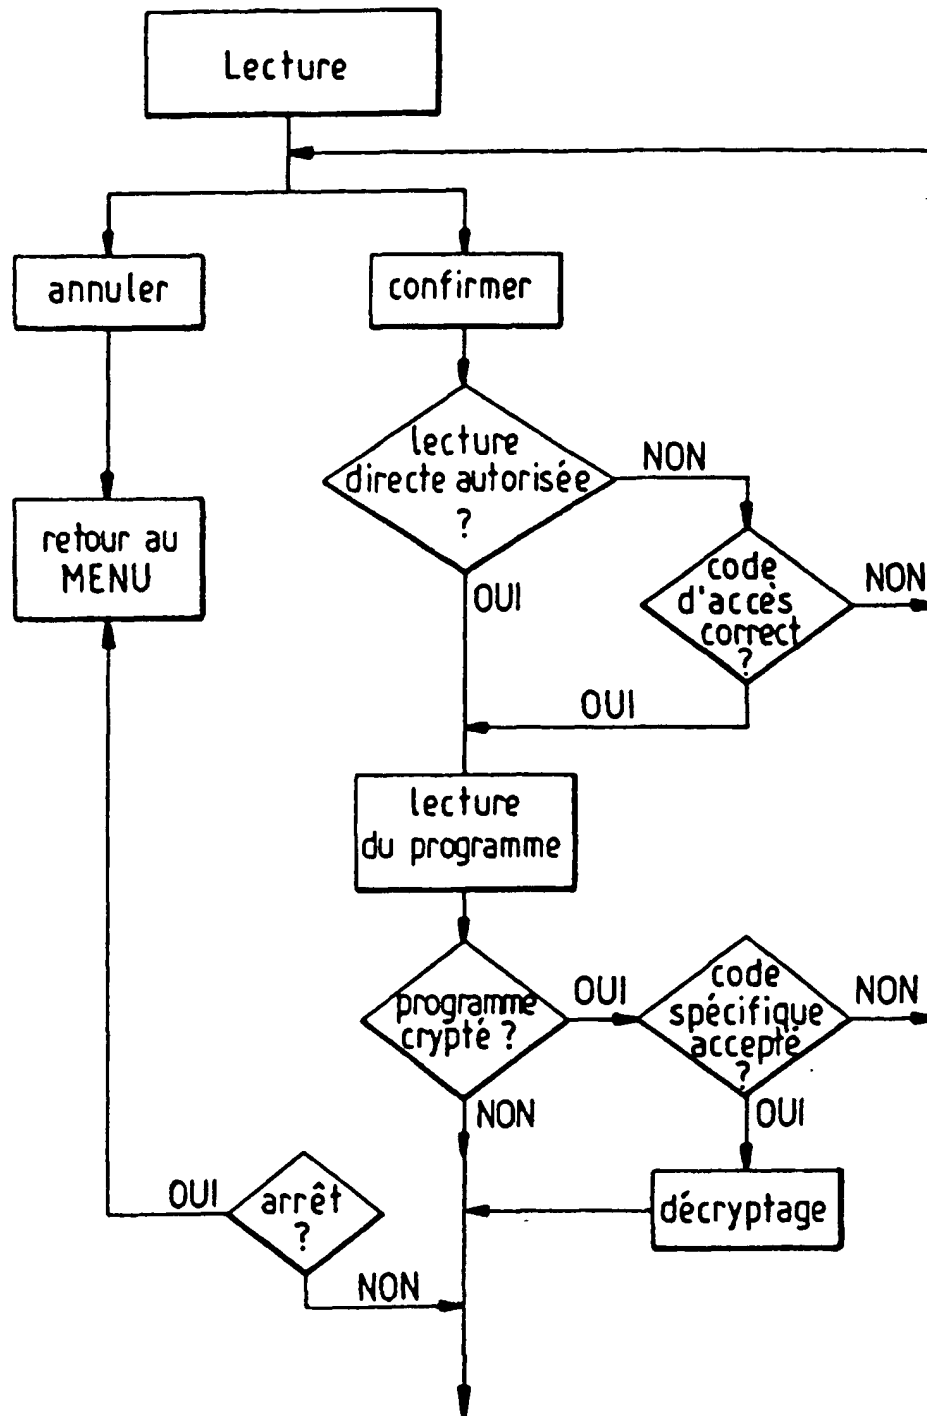 Lecture
annuler
confirmer
lecture
directe autorisée
?
NON
OUI
retour au
MENU
code
d'accès
correct
?
NON
OUI
lecture
du programme
programme
crypté ?
OUI
code
spécifique
accepté
?
NON
NON
OUI
décryptage
arrêt
?
OUI
NON